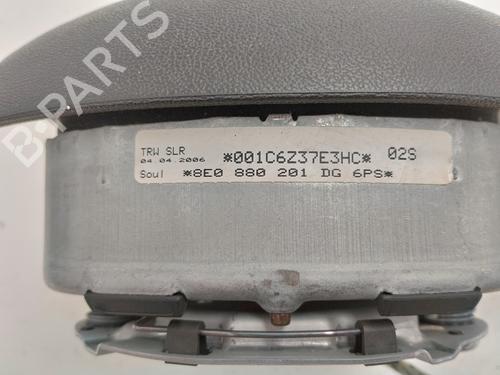 B-PARTS
TRW SLR
04.04.2006 *001C6Z37E3HC* 02S
Soul *8E0 880 201 DG 6PS*